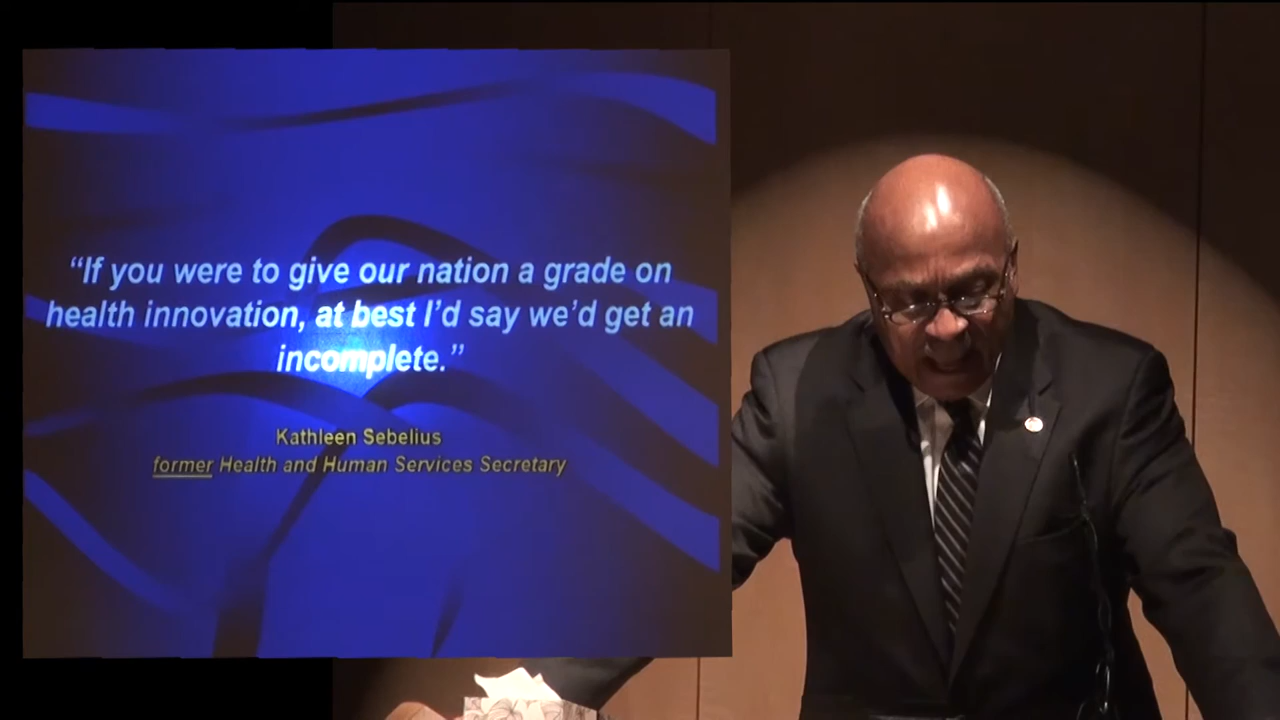 “If you were to give our nation a grade on
health innovation, at best I’d say we’d get an
incomplete.”
Kathleen Sebelius
former Health and Human Services Secretary